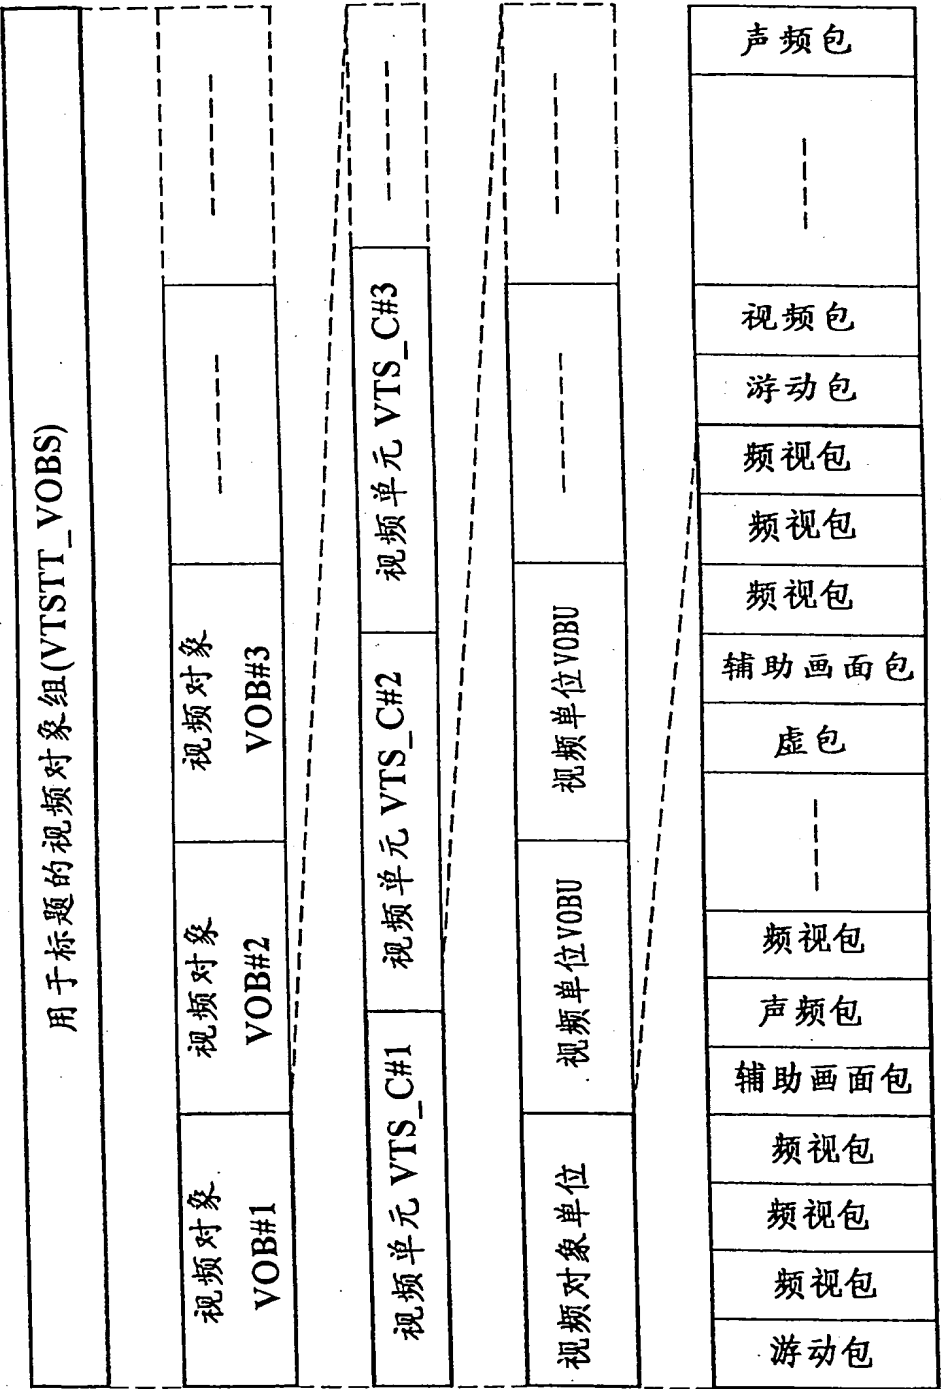 用于标题的视频对象组(VTSTT_VOBS)
视频对象
VOB#1
视频对象
VOB#2
视频对象
VOB#3
视频单元 VTS_C#1
视频单元 VTS_C#2
视频单元 VTS_C#3
视频对象单位
视频单位VOBU
视频单位VOBU
声频包
视频包
游动包
频视包
频视包
频视包
辅助画面包
虚包
频视包
声频包
辅助画面包
频视包
频视包
频视包
游动包